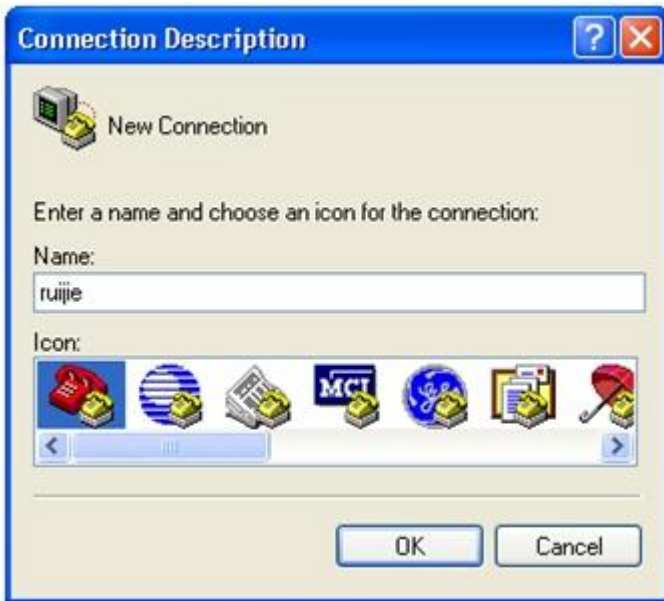 Connection Description
New Connection
Enter a name and choose an icon for the connection:
Name:
ruijie
Icon:
MCI
OK
Cancel